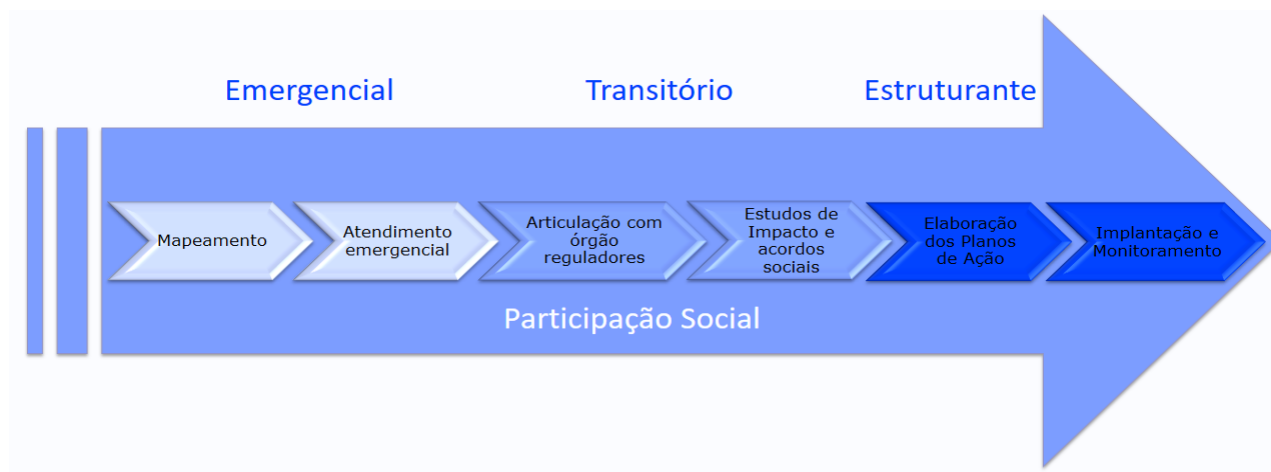 Emergencial
Transitório
Estruturante
Mapeamento
Atendimento
emergencial
Articulação com
órgão
reguladores
Estudos de
Impacto e
acordos
sociais
Elaboração
dos Planos
de Ação
Implantação e
Monitoramento
Participação Social